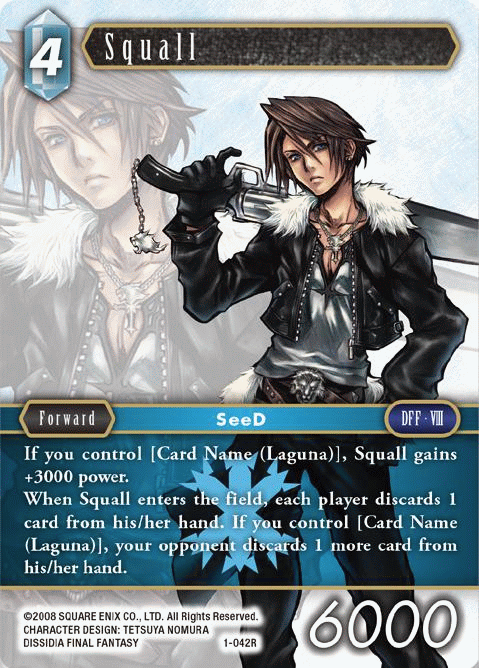 4
Squall
Forward
SeeD
DFF · VIII
If you control [Card Name (Laguna)], Squall gains
+3000 power.
When Squall enters the field, each player discards 1
card from his/her hand. If you control [Card Name
(Laguna)], your opponent discards 1 more card from
his/her hand.
©2008 SQUARE ENIX CO., LTD. All Rights Reserved.
CHARACTER DESIGN: TETSUYA NOMURA
DISSIDIA FINAL FANTASY
1-042R
6000